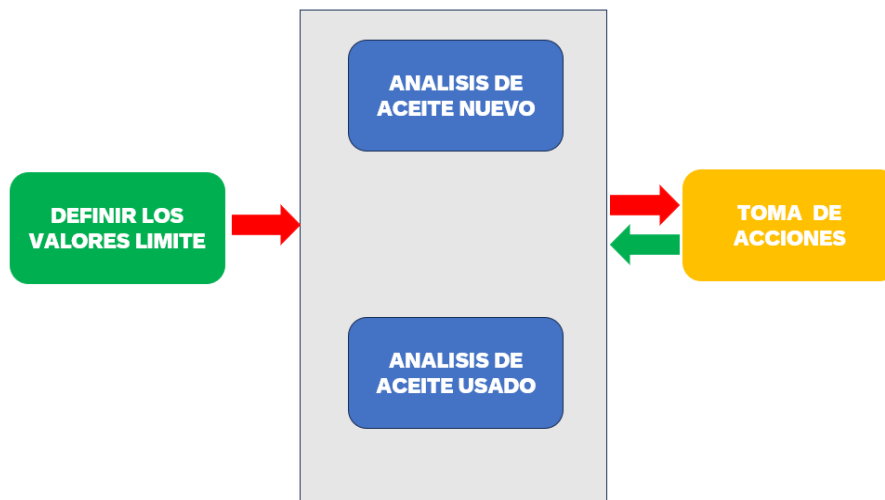 ANALISIS DE
ACEITE NUEVO
DEFINIR LOS
VALORES LIMITE
TOMA DE
ACCIONES
ANALISIS DE
ACEITE USADO